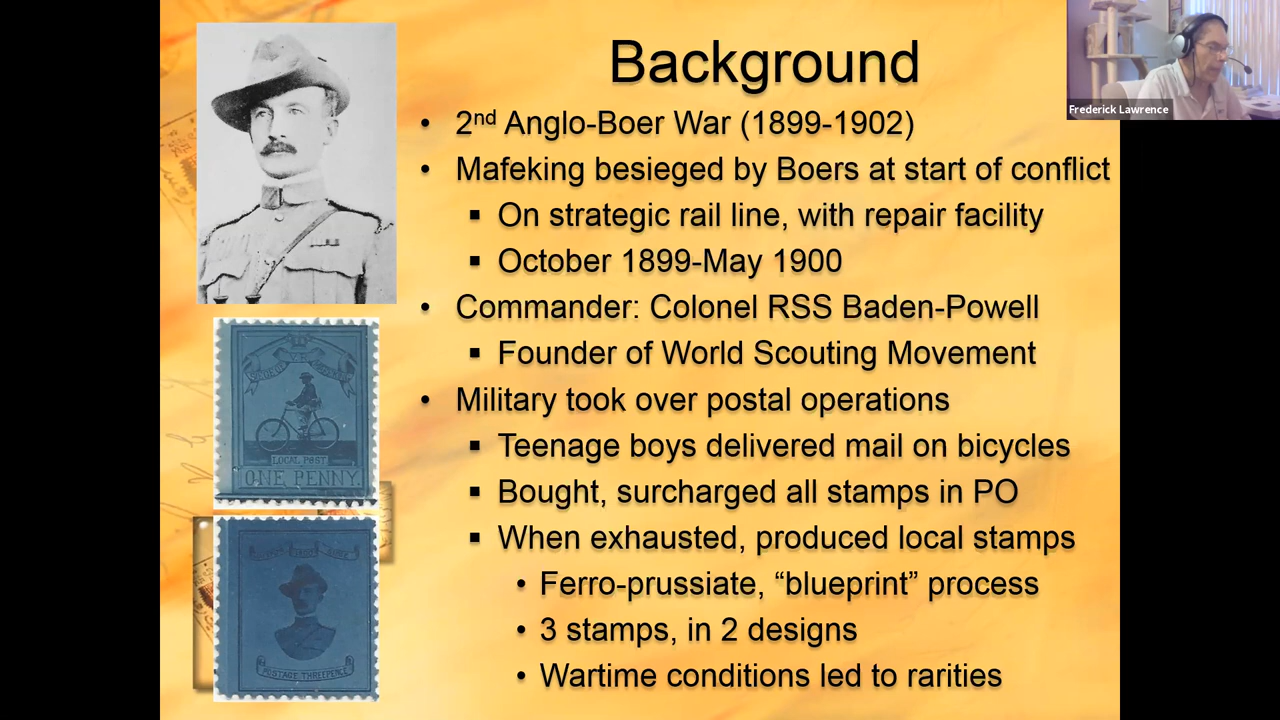 Background
Frederick Lawrence
• 2nd Anglo-Boer War (1899-1902)
• Mafeking besieged by Boers at start of conflict
▪ On strategic rail line, with repair facility
▪ October 1899-May 1900
• Commander: Colonel RSS Baden-Powell
▪ Founder of World Scouting Movement
• Military took over postal operations
▪ Teenage boys delivered mail on bicycles
▪ Bought, surcharged all stamps in PO
▪ When exhausted, produced local stamps
• Ferro-prussiate, “blueprint” process
• 3 stamps, in 2 designs
• Wartime conditions led to rarities
LOCAL POST
ONE PENNY.
POSTAGE THREEPENCE